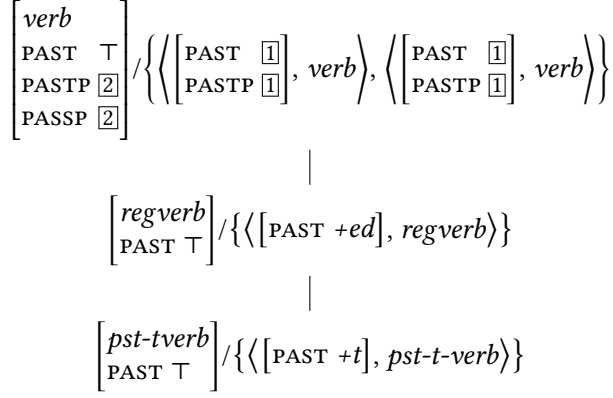 [verb
PAST ⊤
PASTP [2]
PASSP [2]] / {⟨[PAST [1]
PASTP [1]], verb⟩, ⟨[PAST [1]
PASTP [1]], verb⟩}
[regverb
PAST ⊤] / {⟨[PAST +ed], regverb⟩}
[pst-tverb
PAST ⊤] / {⟨[PAST +t], pst-t-verb⟩}